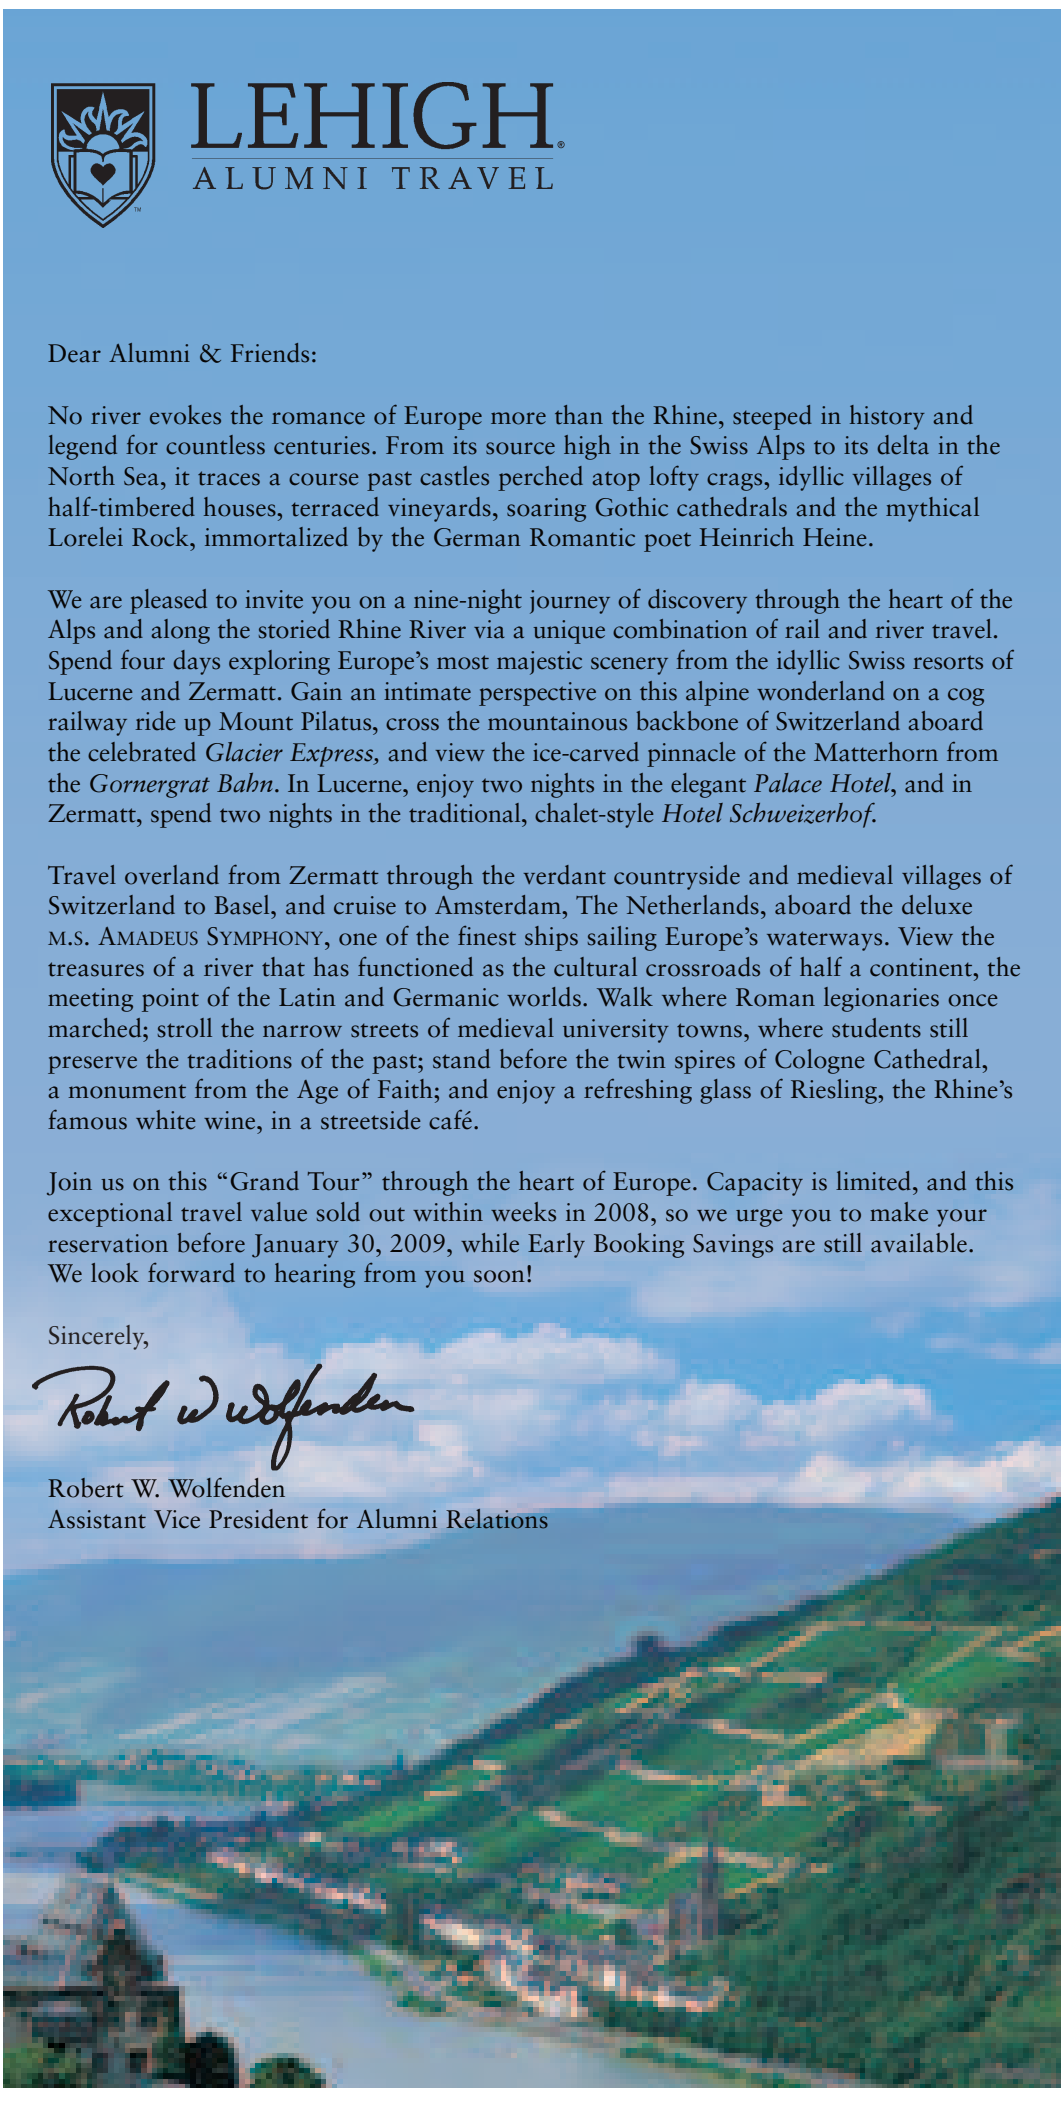 LEHIGH®
ALUMNI TRAVEL
™
Dear Alumni & Friends:
No river evokes the romance of Europe more than the Rhine, steeped in history and
legend for countless centuries. From its source high in the Swiss Alps to its delta in the
North Sea, it traces a course past castles perched atop lofty crags, idyllic villages of
half-timbered houses, terraced vineyards, soaring Gothic cathedrals and the mythical
Lorelei Rock, immortalized by the German Romantic poet Heinrich Heine.
We are pleased to invite you on a nine-night journey of discovery through the heart of the
Alps and along the storied Rhine River via a unique combination of rail and river travel.
Spend four days exploring Europe’s most majestic scenery from the idyllic Swiss resorts of
Lucerne and Zermatt. Gain an intimate perspective on this alpine wonderland on a cog
railway ride up Mount Pilatus, cross the mountainous backbone of Switzerland aboard
the celebrated Glacier Express, and view the ice-carved pinnacle of the Matterhorn from
the Gornergrat Bahn. In Lucerne, enjoy two nights in the elegant Palace Hotel, and in
Zermatt, spend two nights in the traditional, chalet-style Hotel Schweizerhof.
Travel overland from Zermatt through the verdant countryside and medieval villages of
Switzerland to Basel, and cruise to Amsterdam, The Netherlands, aboard the deluxe
M.S. AMADEUS SYMPHONY, one of the finest ships sailing Europe’s waterways. View the
treasures of a river that has functioned as the cultural crossroads of half a continent, the
meeting point of the Latin and Germanic worlds. Walk where Roman legionaries once
marched; stroll the narrow streets of medieval university towns, where students still
preserve the traditions of the past; stand before the twin spires of Cologne Cathedral,
a monument from the Age of Faith; and enjoy a refreshing glass of Riesling, the Rhine’s
famous white wine, in a streetside café.
Join us on this “Grand Tour” through the heart of Europe. Capacity is limited, and this
exceptional travel value sold out within weeks in 2008, so we urge you to make your
reservation before January 30, 2009, while Early Booking Savings are still available.
We look forward to hearing from you soon!
Sincerely,
Robert W Wolfenden
Robert W. Wolfenden
Assistant Vice President for Alumni Relations